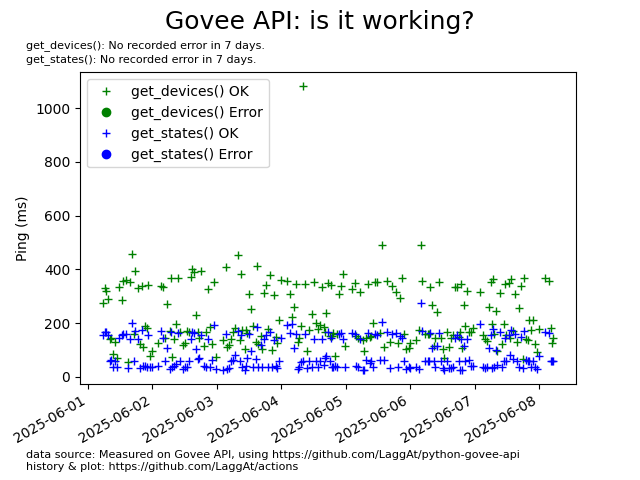 Govee API: is it working?
get_devices(): No recorded error in 7 days.
get_states(): No recorded error in 7 days.
get_devices() OK
get_devices() Error
get_states() OK
get_states() Error
Ping (ms)
1000
800
600
400
200
0
2025-06-01
2025-06-02
2025-06-03
2025-06-04
2025-06-05
2025-06-06
2025-06-07
2025-06-08
data source: Measured on Govee API, using https://github.com/LaggAt/python-govee-api
history & plot: https://github.com/LaggAt/actions